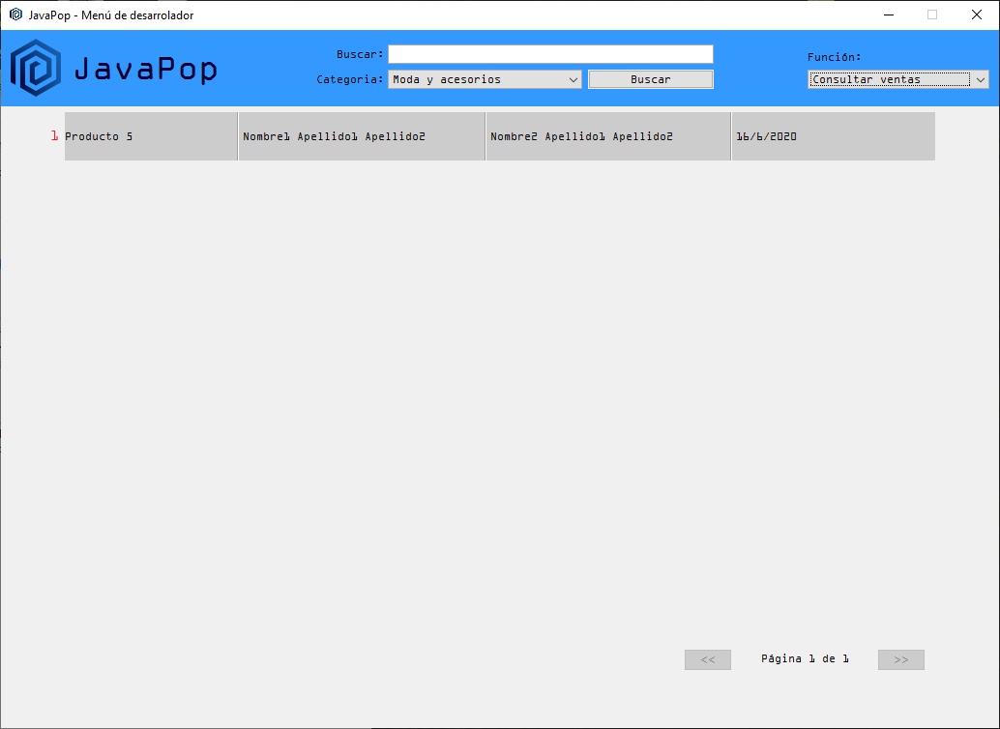 JavaPop - Menú de desarrolador
JavaPop
Buscar:
Categoria: Moda y acesorios Buscar
Función:
Consultar ventas
1 Producto 5 Nombre1 Apellido1 Apellido2 Nombre2 Apellido1 Apellido2 16/6/2020
<< Página 1 de 1 >>